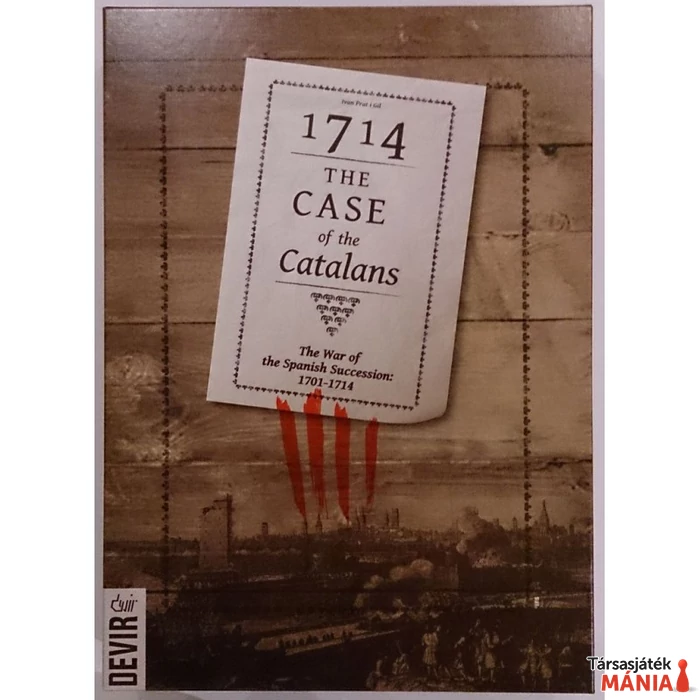 Ivan Prat i Gil
1714
THE
CASE
of the
Catalans
The War of
the Spanish Succession:
1701-1714
DEVIR
Társasjáték
MÁNIA